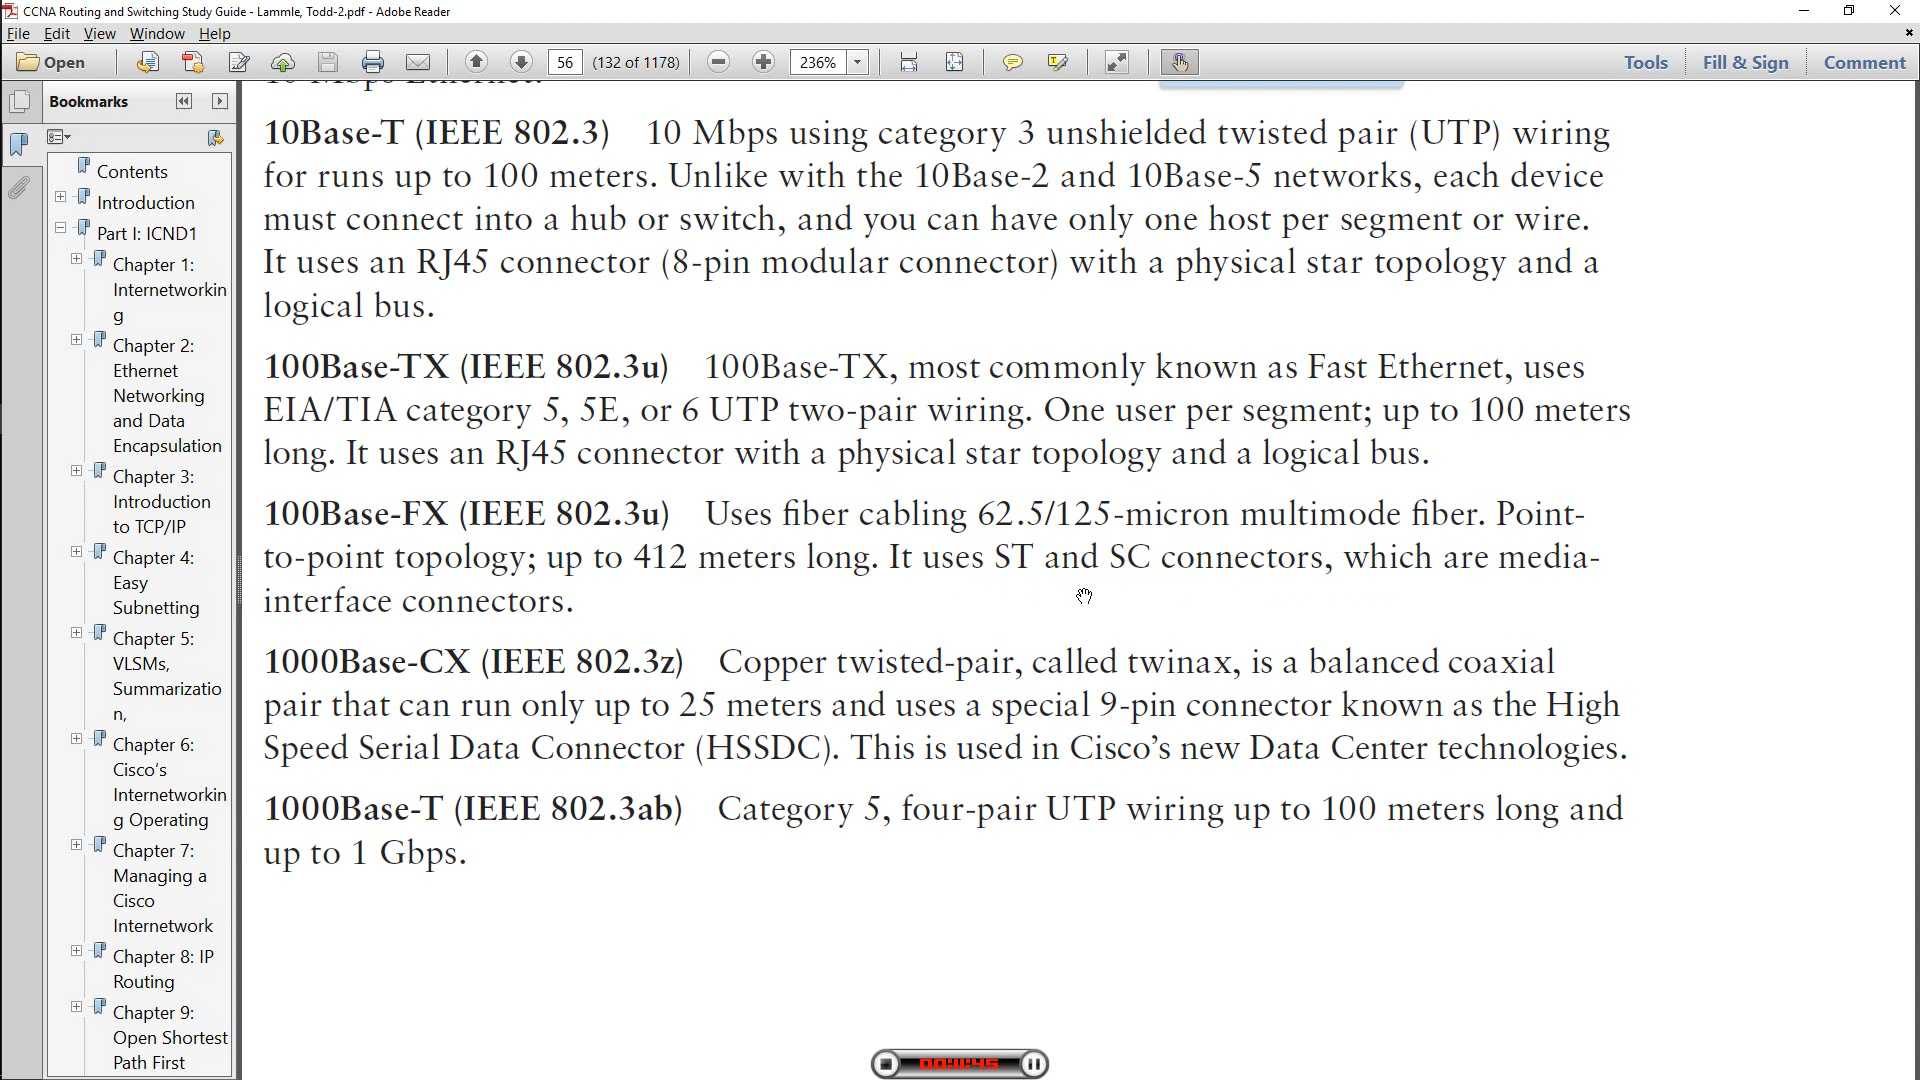 CCNA Routing and Switching Study Guide - Lammle, Todd-2.pdf - Adobe Reader
File Edit View Window Help
Open 56 (132 of 1178) 236% Tools Fill & Sign Comment
Bookmarks
Contents
Introduction
Part I: ICND1
Chapter 1:
Internetworkin
g
Chapter 2:
Ethernet
Networking
and Data
Encapsulation
Chapter 3:
Introduction
to TCP/IP
Chapter 4:
Easy
Subnetting
Chapter 5:
VLSMs,
Summarizatio
n,
Chapter 6:
Cisco's
Internetworkin
g Operating
Chapter 7:
Managing a
Cisco
Internetwork
Chapter 8: IP
Routing
Chapter 9:
Open Shortest
Path First
10 Mbps Ethernet.
10Base-T (IEEE 802.3) 10 Mbps using category 3 unshielded twisted pair (UTP) wiring
for runs up to 100 meters. Unlike with the 10Base-2 and 10Base-5 networks, each device
must connect into a hub or switch, and you can have only one host per segment or wire.
It uses an RJ45 connector (8-pin modular connector) with a physical star topology and a
logical bus.
100Base-TX (IEEE 802.3u) 100Base-TX, most commonly known as Fast Ethernet, uses
EIA/TIA category 5, 5E, or 6 UTP two-pair wiring. One user per segment; up to 100 meters
long. It uses an RJ45 connector with a physical star topology and a logical bus.
100Base-FX (IEEE 802.3u) Uses fiber cabling 62.5/125-micron multimode fiber. Point-
to-point topology; up to 412 meters long. It uses ST and SC connectors, which are media-
interface connectors.
1000Base-CX (IEEE 802.3z) Copper twisted-pair, called twinax, is a balanced coaxial
pair that can run only up to 25 meters and uses a special 9-pin connector known as the High
Speed Serial Data Connector (HSSDC). This is used in Cisco's new Data Center technologies.
1000Base-T (IEEE 802.3ab) Category 5, four-pair UTP wiring up to 100 meters long and
up to 1 Gbps.